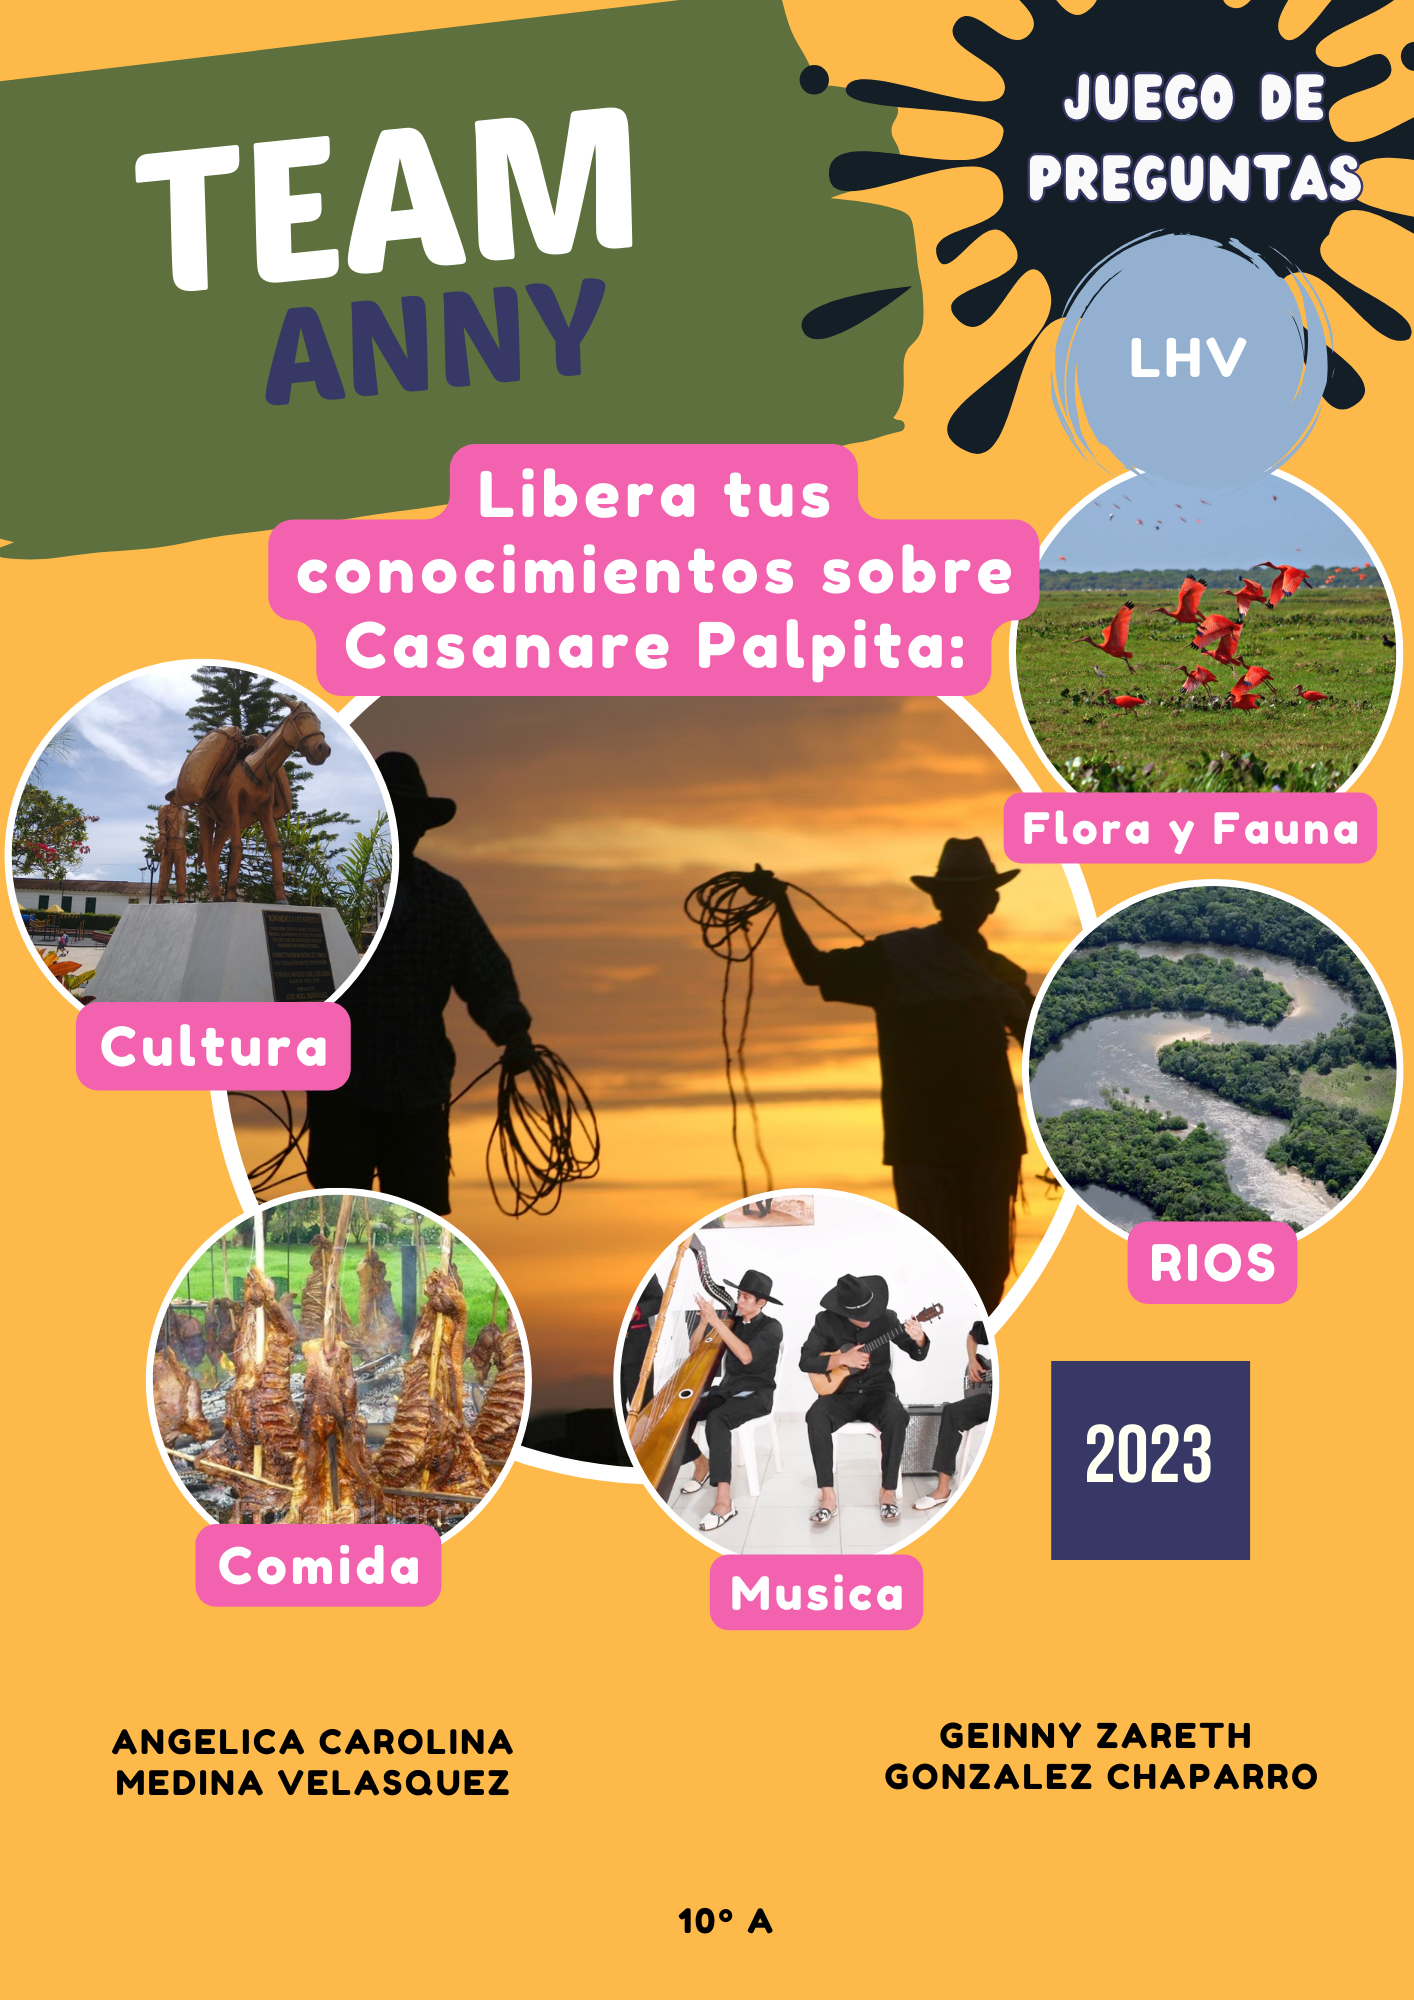 TEAM
ANNY
JUEGO DE
PREGUNTAS
LHV
Libera tus
conocimientos sobre
Casanare Palpita:
Flora y Fauna
Cultura
RIOS
2023
Comida
Musica
ANGELICA CAROLINA
MEDINA VELASQUEZ
GEINNY ZARETH
GONZALEZ CHAPARRO
10° A